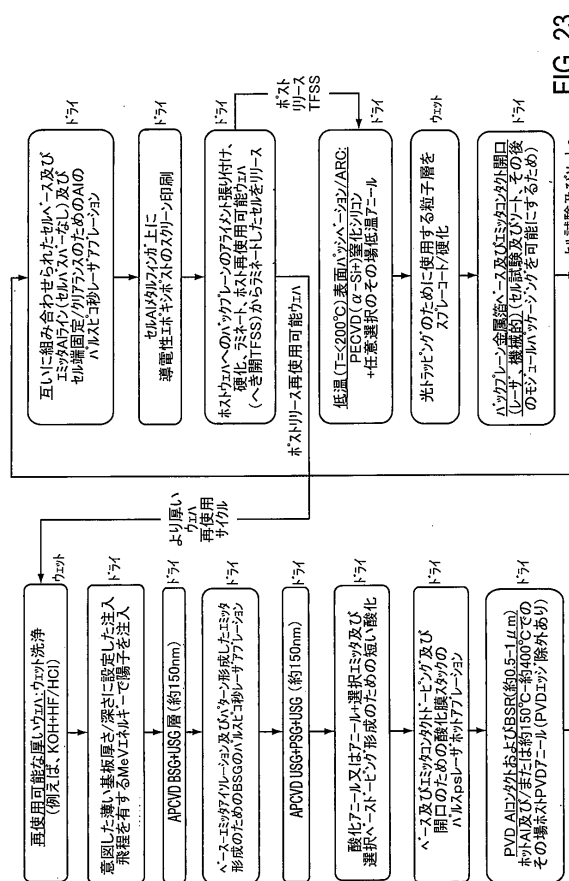 再使用可能な厚いウェハ:ウェット洗浄
(例えば、KOH+HF/HCl)
ウェット
意図した薄い基板厚さ/深さに設定した注入
飛程を有するMeVエネルギーで陽子を注入
ドライ
APCVD BSG+USG 層 (約150nm)
ドライ
ベース-エミッタアイソレーション及びパターン形成したエミッタ
形成のためのBSGのパルスピコ秒レーザアブレーション
ドライ
APCVD USG+PSG+USG (約150nm)
ドライ
酸化アニール又はアニール+選択エミッタ及び
選択ベースドーピング形成のための短い酸化
ドライ
ベース及びエミッタコンタクトドーピング及び
開口のための酸化膜スタックの
パルスpsレーザホットアブレーション
ドライ
PVD AlコンタクトおよびBSR(約0.5-1μm)
ホットAl及び/または約150℃-約400℃での
その場ホストPVDアニール(PVDエッジ除外あり)
ドライ
より厚い
ウェハ
再使用
サイクル
互いに組み合わせられたセルベース及び
エミッタAlライン(セルバスバーなし)及び
セル端固定/クリアランスのためのAlの
パルスピコ秒レーザアブレーション
ドライ
セルAlメタルフィンガ上に
導電性エポキシポストのスクリーン印刷
ドライ
ホストウェハへのバックプレーンのアライメント張り付け、
硬化、ラミネート、ホスト再使用可能ウェハ
(へき開TFSS)からラミネートしたセルをリリース
ドライ
ポストリリース再使用可能ウェハ
ポスト
リリース
TFSS
低温(T=<200℃)表面パッシベーション/ARC:
PECVD(α-Si+)窒化シリコン
+任意選択のその場低温アニール
ドライ
光トラッピングのために使用する粒子層を
スプレーコート/硬化
ウェット
バックプレーン金属箔ベース及びエミッタコンタクト開口
(レーザ、機械的)(セル試験及びソート、その後
のモジュールパッケージングを可能にするため)
ドライ
セル試験及びソートへ
FIG. 23